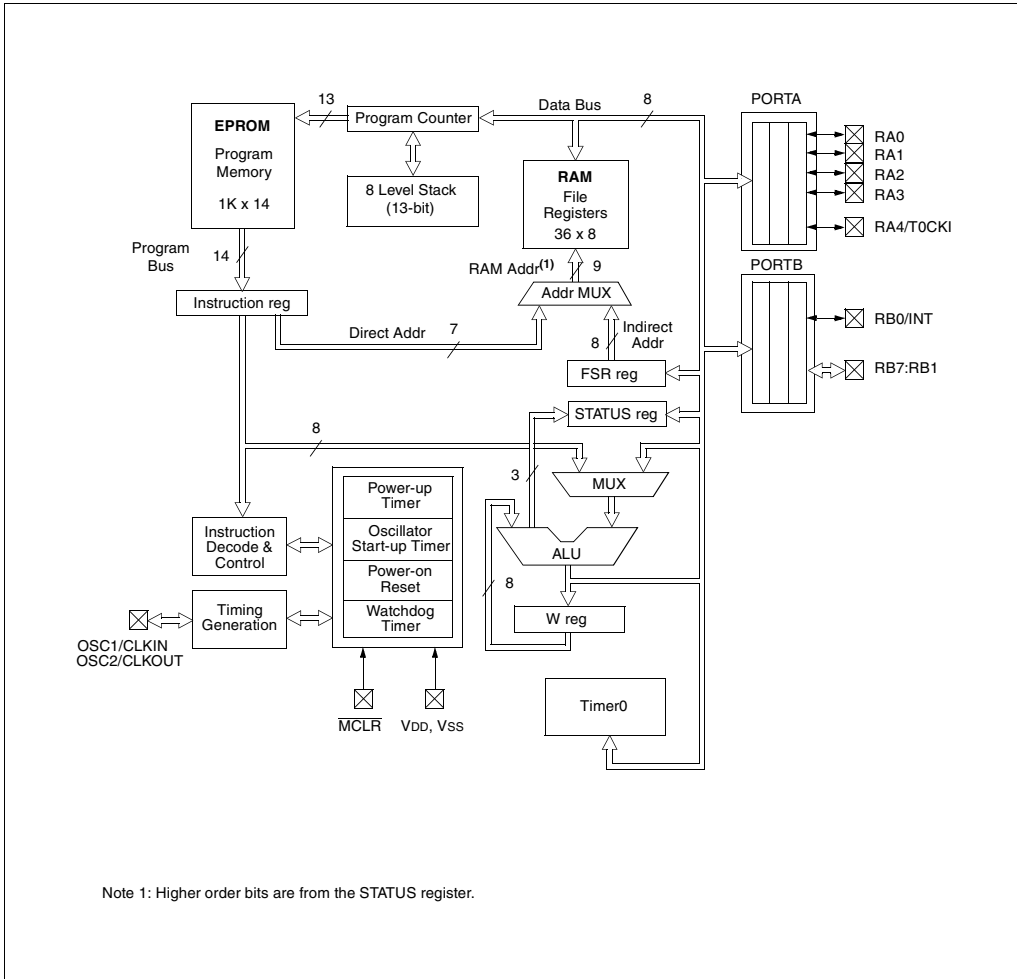 13
Data Bus
8
PORTA
EPROM
Program
Memory
1K x 14
Program Counter
8 Level Stack
(13-bit)
RAM
File
Registers
36 x 8
RA0
RA1
RA2
RA3
RA4/T0CKI
Program
Bus
14
RAM Addr(1)
9
PORTB
Instruction reg
Addr MUX
Direct Addr
7
8
Indirect
Addr
RB0/INT
FSR reg
RB7:RB1
STATUS reg
8
3
MUX
Power-up
Timer
Oscillator
Start-up Timer
Power-on
Reset
Watchdog
Timer
Instruction
Decode &
Control
ALU
8
Timing
Generation
W reg
OSC1/CLKIN
OSC2/CLKOUT
MCLR
VDD, VSS
Timer0
Note 1: Higher order bits are from the STATUS register.